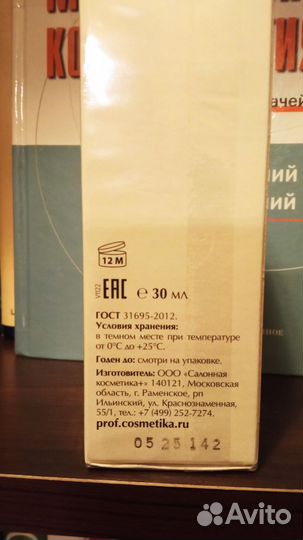 12 М
V1122 ЕАС ℮ 30 мл
ГОСТ 31695-2012,
Условия хранения:
в темном месте при температуре
от 0°С до +25°С.
Годен до: смотри на упаковке.
Изготовитель: ООО «Салонная
косметика+» 140121, Московская
область, г. Раменское, рп
Ильинский, ул. Краснознаменная,
55/1, тел.: +7 (499) 252-7274.
prof.cosmetika.ru
05 25 142
Avito